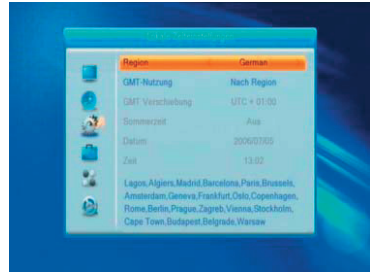 Region German
GMT-Nutzung Nach Region
GMT Verschiebung UTC + 01:00
Sommerzeit Aus
Datum 2006/07/05
Zeit 13:02
Lagos,Algiers,Madrid,Barcelona,Paris,Brussels,
Amsterdam,Geneva,Frankfurt,Oslo,Copenhagen,
Rome,Berlin,Prague,Zagreb,Vienna,Stockholm,
Cape Town,Budapest,Belgrade,Warsaw